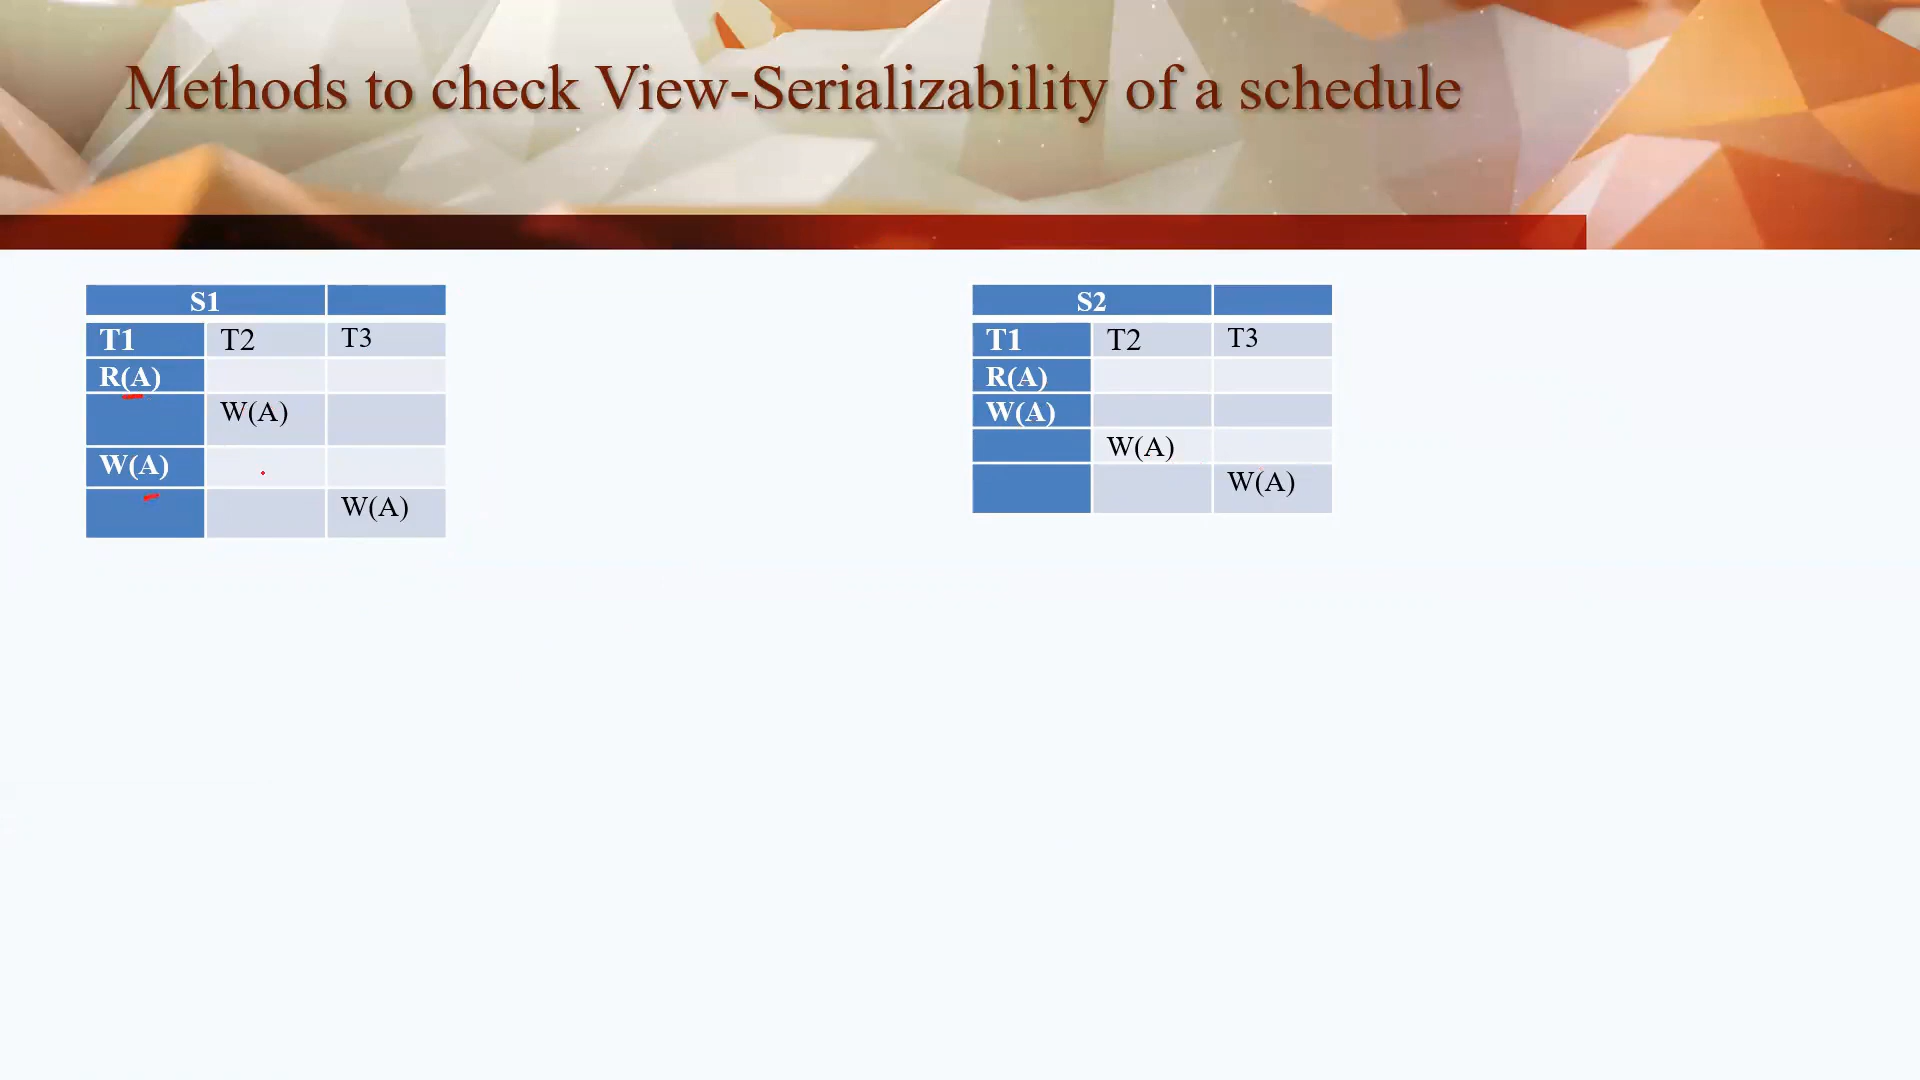 Methods to check View-Serializability of a schedule
S1
T1 T2 T3
R(A)
W(A)
W(A)
W(A)
S2
T1 T2 T3
R(A)
W(A)
W(A)
W(A)